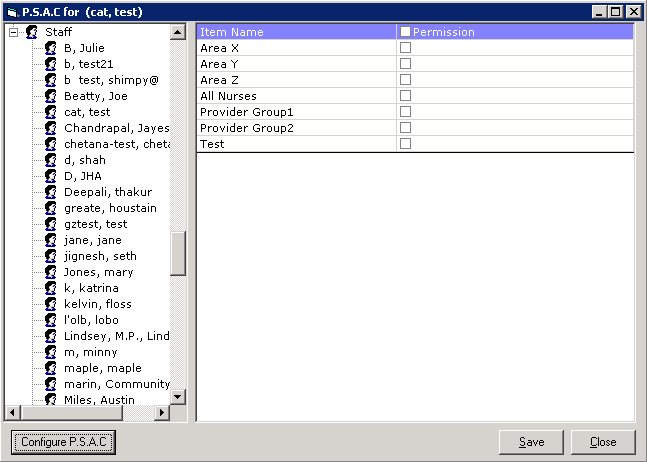 P.S.A.C for (cat, test)
Staff
B, Julie
b, test21
b test, shimpy@
Beatty, Joe
cat, test
Chandrapal, Jayes
chetana-test, cheta
d, shah
D, JHA
Deepali, thakur
greate, houstain
gztest, test
jane, jane
jignesh, seth
Jones, mary
k, katrina
kelvin, floss
l'olb, lobo
Lindsey, M.P., Lind
m, minny
maple, maple
marin, Community
Miles, Austin
Item Name Permission
Area X
Area Y
Area Z
All Nurses
Provider Group1
Provider Group2
Test
Configure P.S.A.C
Save
Close